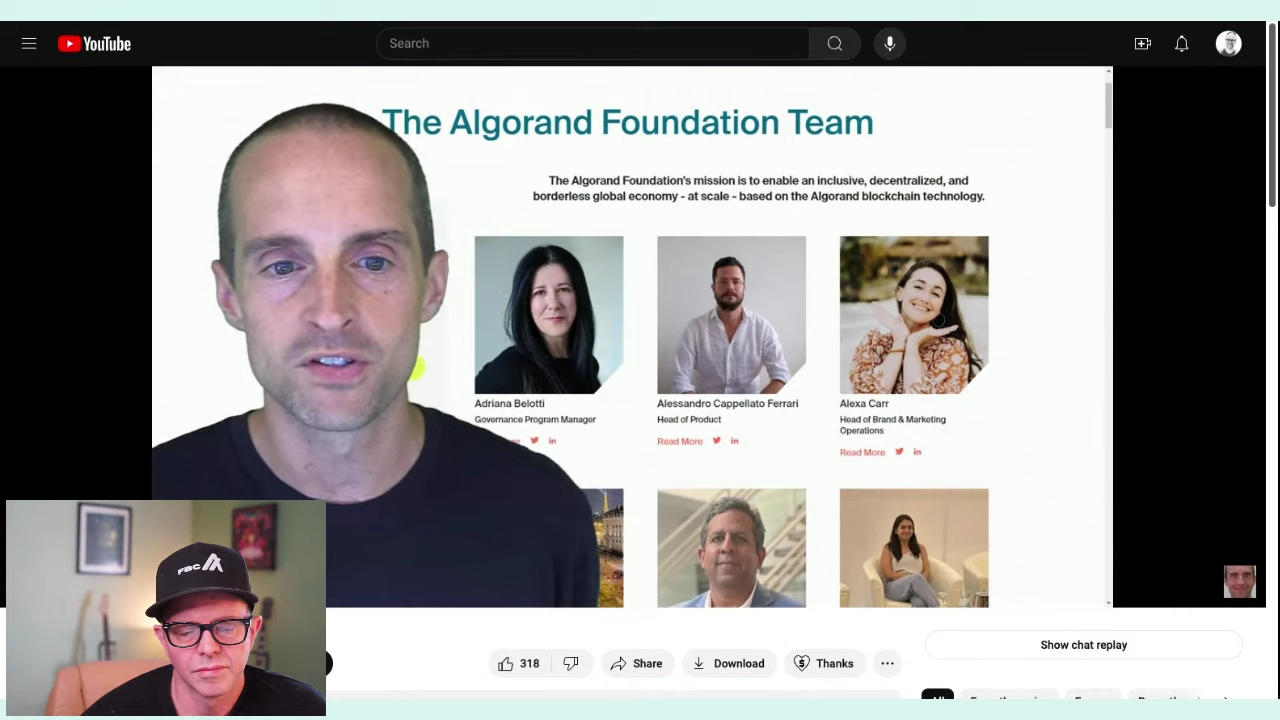 YouTube
Search
The Algorand Foundation Team
The Algorand Foundation's mission is to enable an inclusive, decentralized, and
borderless global economy - at scale - based on the Algorand blockchain technology.
Adriana Belotti
Governance Program Manager
Alessandro Cappellato Ferrari
Head of Product
Read More
Alexa Carr
Head of Brand & Marketing
Operations
Read More
FBC
318
Share
Download
Thanks
Show chat replay
All